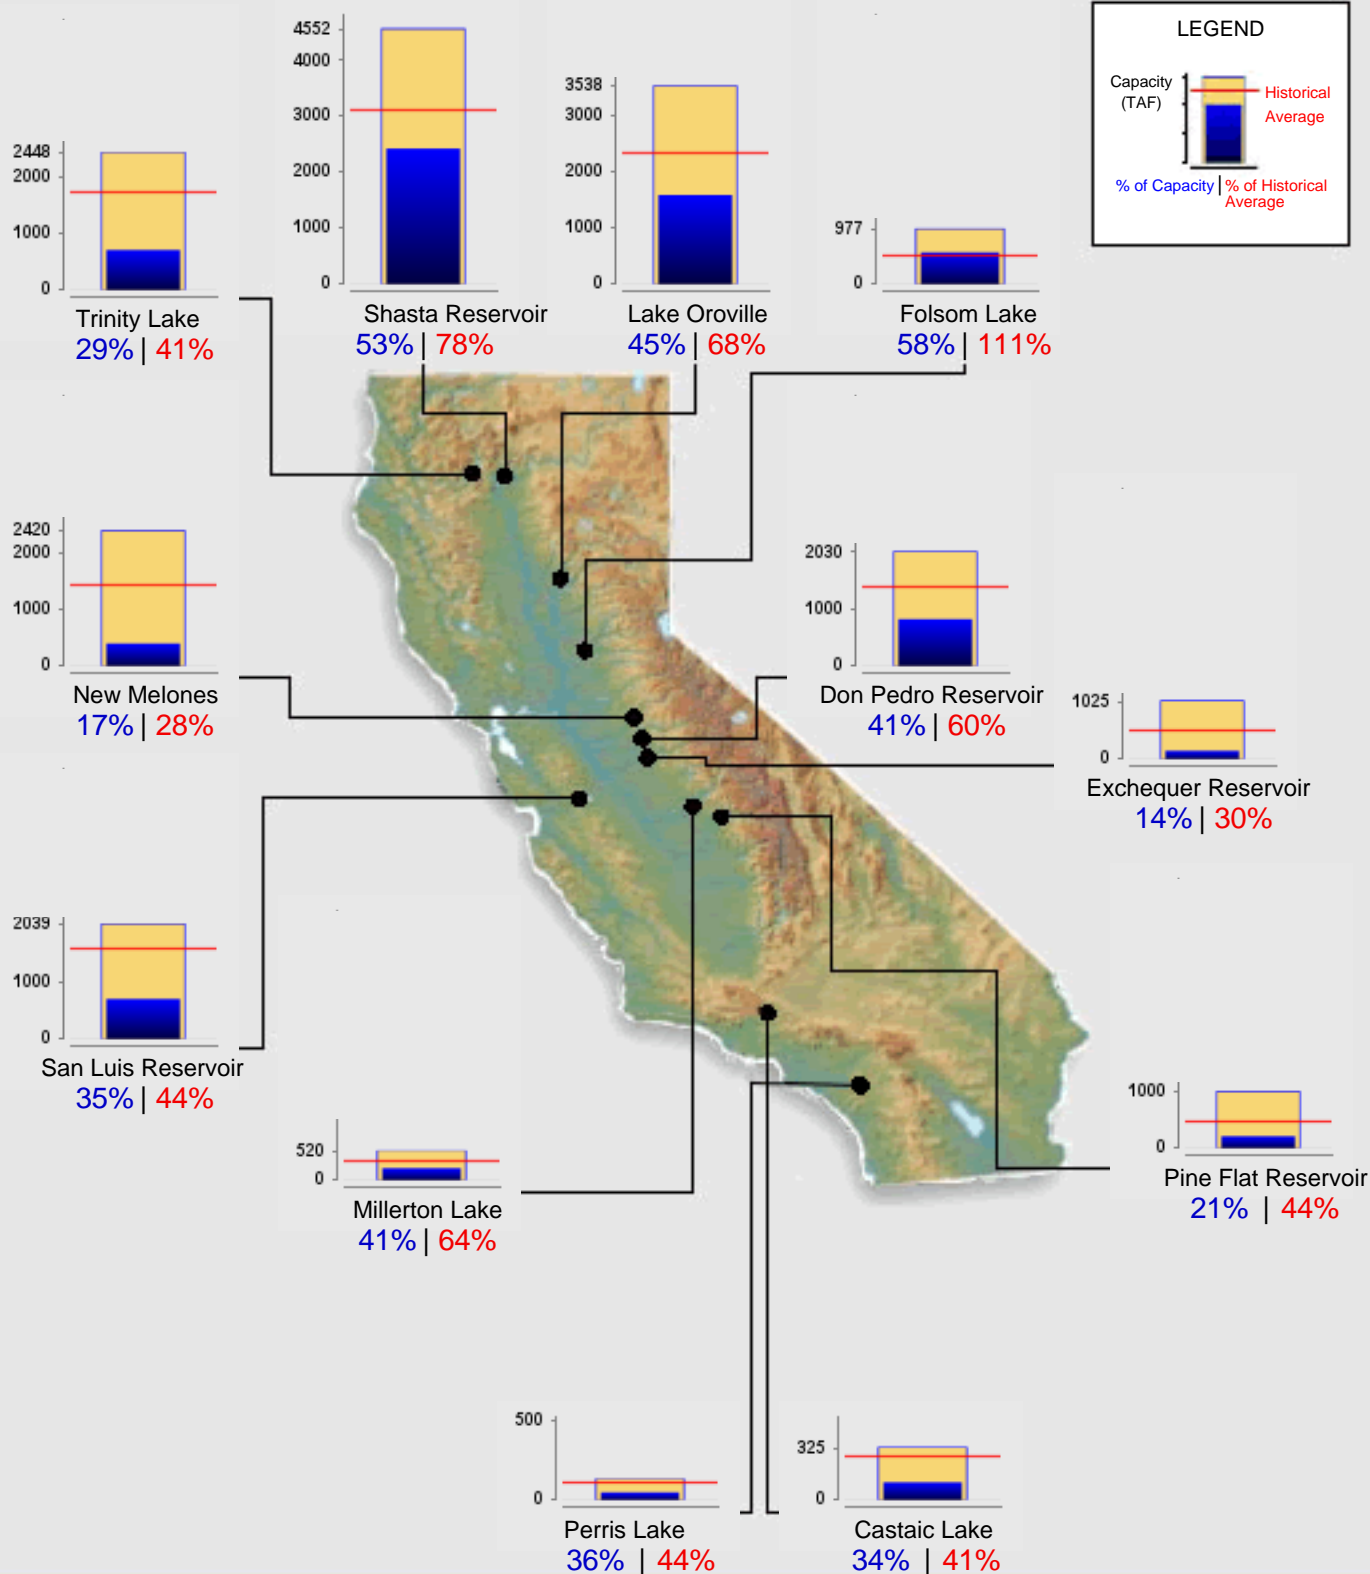 LEGEND
Capacity
(TAF)
Historical
Average
% of Capacity | % of Historical
Average
2448
2000
1000
0
Trinity Lake
29% | 41%
4552
4000
3000
2000
1000
0
Shasta Reservoir
53% | 78%
3538
3000
2000
1000
0
Lake Oroville
45% | 68%
977
0
Folsom Lake
58% | 111%
2420
2000
1000
0
New Melones
17% | 28%
2030
1000
0
Don Pedro Reservoir
41% | 60%
1025
0
Exchequer Reservoir
14% | 30%
2039
1000
0
San Luis Reservoir
35% | 44%
520
0
Millerton Lake
41% | 64%
1000
0
Pine Flat Reservoir
21% | 44%
500
0
Perris Lake
36% | 44%
325
0
Castaic Lake
34% | 41%